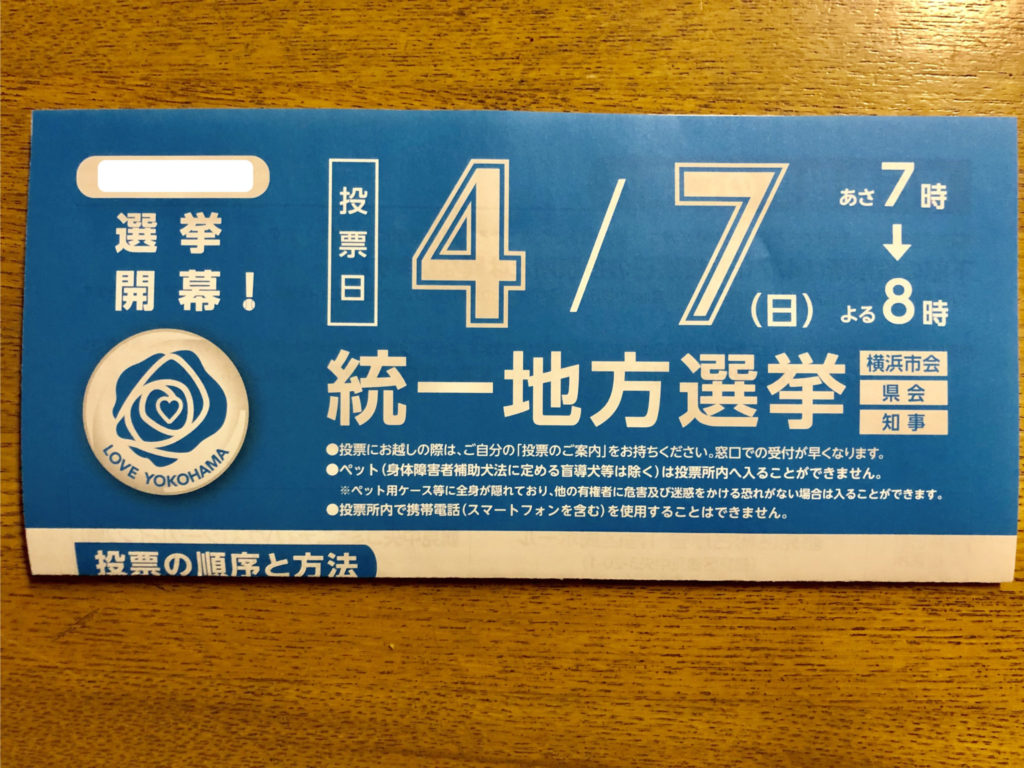 選挙
開幕！
LOVE YOKOHAMA
投票日
4/7(日)
あさ7時
↓
よる8時
統一地方選挙
横浜市会
県会
知事
●投票にお越しの際は、ご自分の「投票のご案内」をお持ちください。窓口での受付が早くなります。
●ペット(身体障害者補助犬法に定める盲導犬等は除く)は投票所内へ入ることができません。
※ペット用ケース等に全身が隠れており、他の有権者に危害及び迷惑をかける恐れがない場合は入ることができます。
●投票所内で携帯電話(スマートフォンを含む)を使用することはできません。
投票の順序と方法